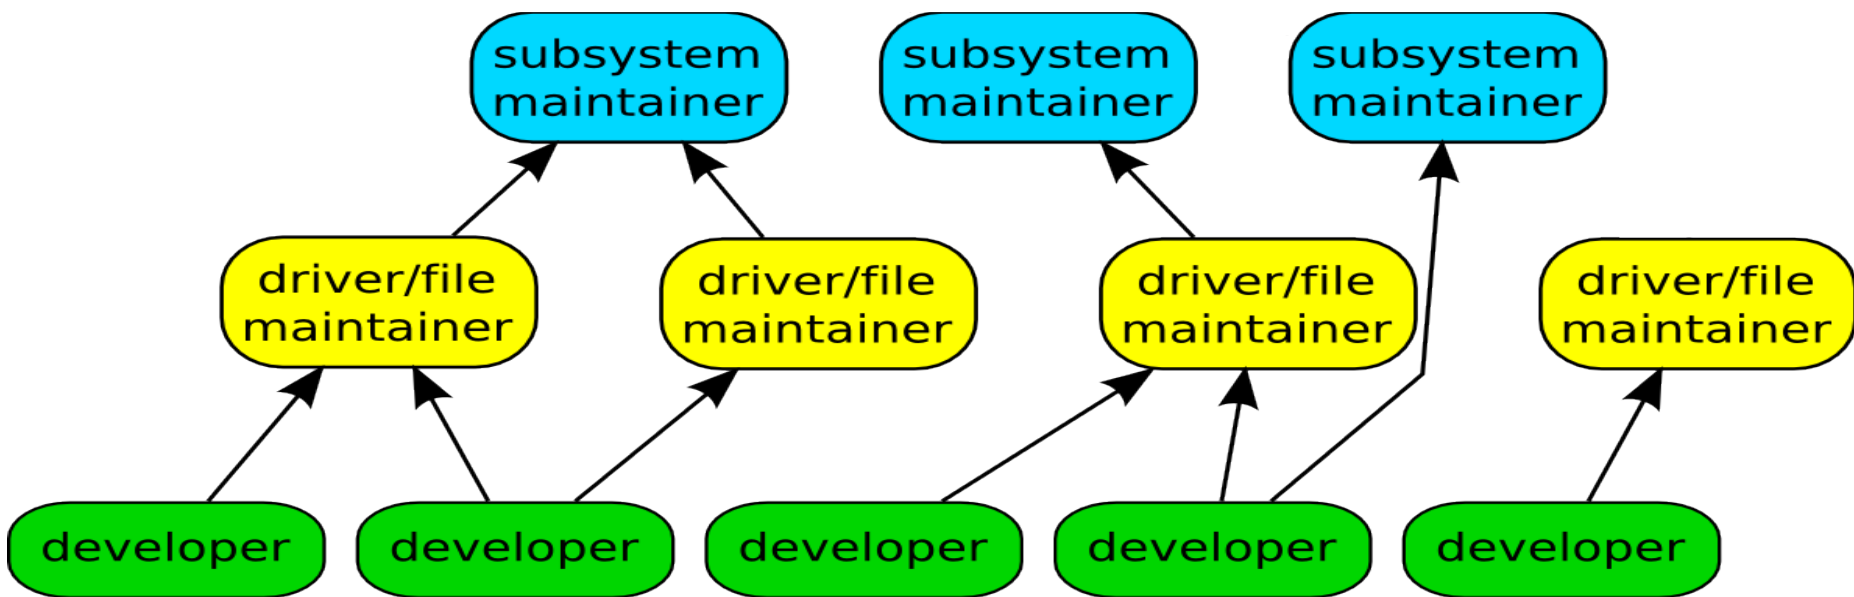 subsystem
maintainer
subsystem
maintainer
subsystem
maintainer
driver/file
maintainer
driver/file
maintainer
driver/file
maintainer
driver/file
maintainer
developer
developer
developer
developer
developer